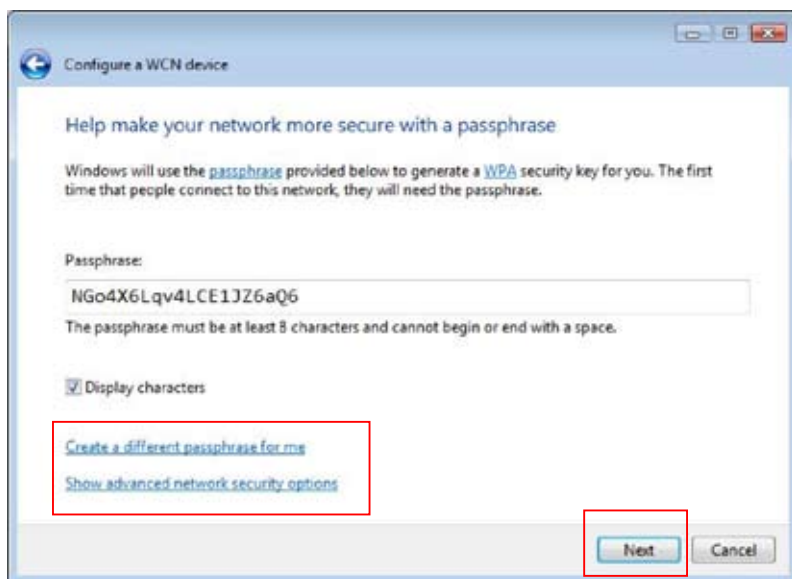 Configure a WCN device
Help make your network more secure with a passphrase
Windows will use the passphrase provided below to generate a WPA security key for you. The first
time that people connect to this network, they will need the passphrase.
Passphrase:
NGo4X6Lqv4LCE1JZ6aQ6
The passphrase must be at least 8 characters and cannot begin or end with a space.
Display characters
Create a different passphrase for me
Show advanced network security options
Next Cancel